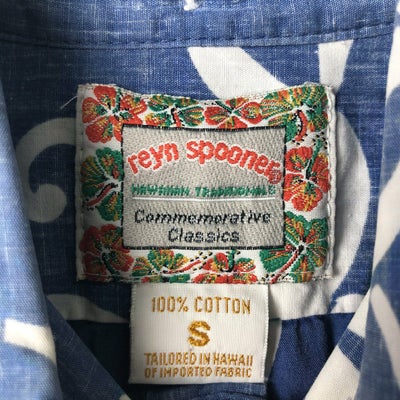 reyn spooner
HAWAIIAN TRADITIONALS
Commemorative
Classics
100% COTTON
S
TAILORED IN HAWAII
OF IMPORTED FABRIC